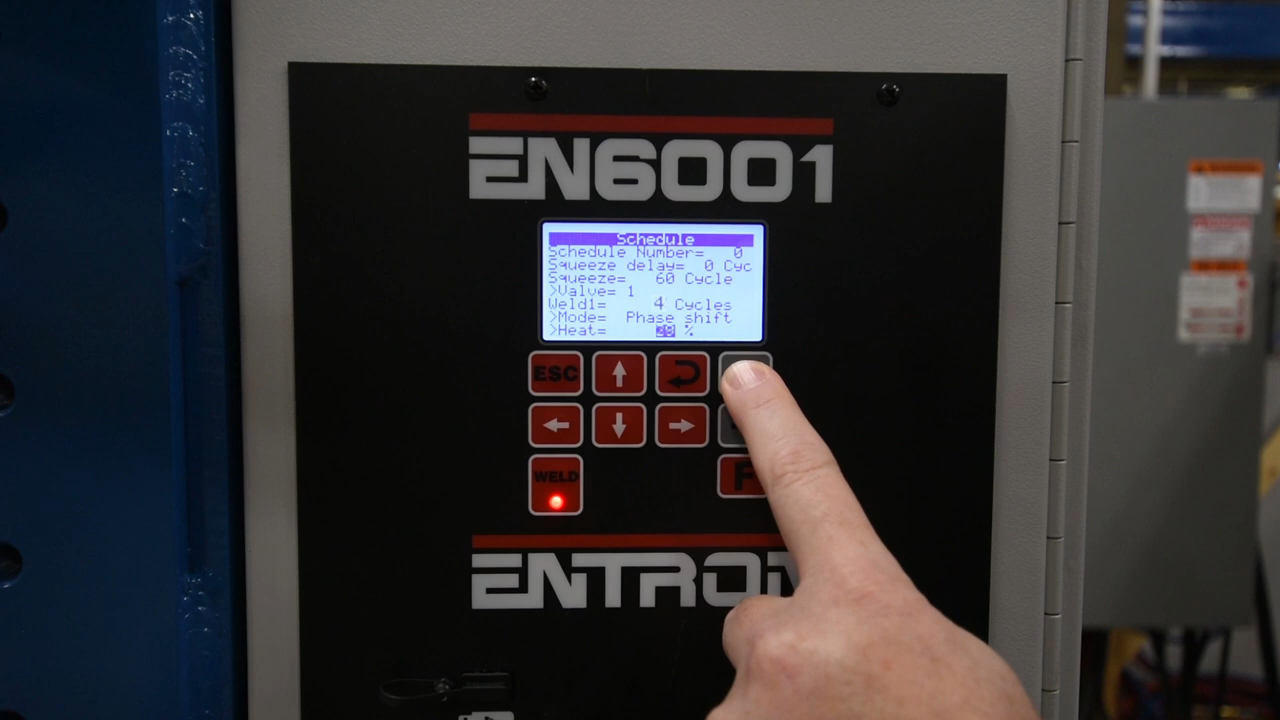 EN6001
Schedule
Schedule Number= 0
Squeeze delay= 0 Cyc
Squeeze= 60 Cycle
>Valve= 1
Weld1= 4 Cycles
>Mode= Phase shift
>Heat= %
ESC
WELD
F
ENTRON